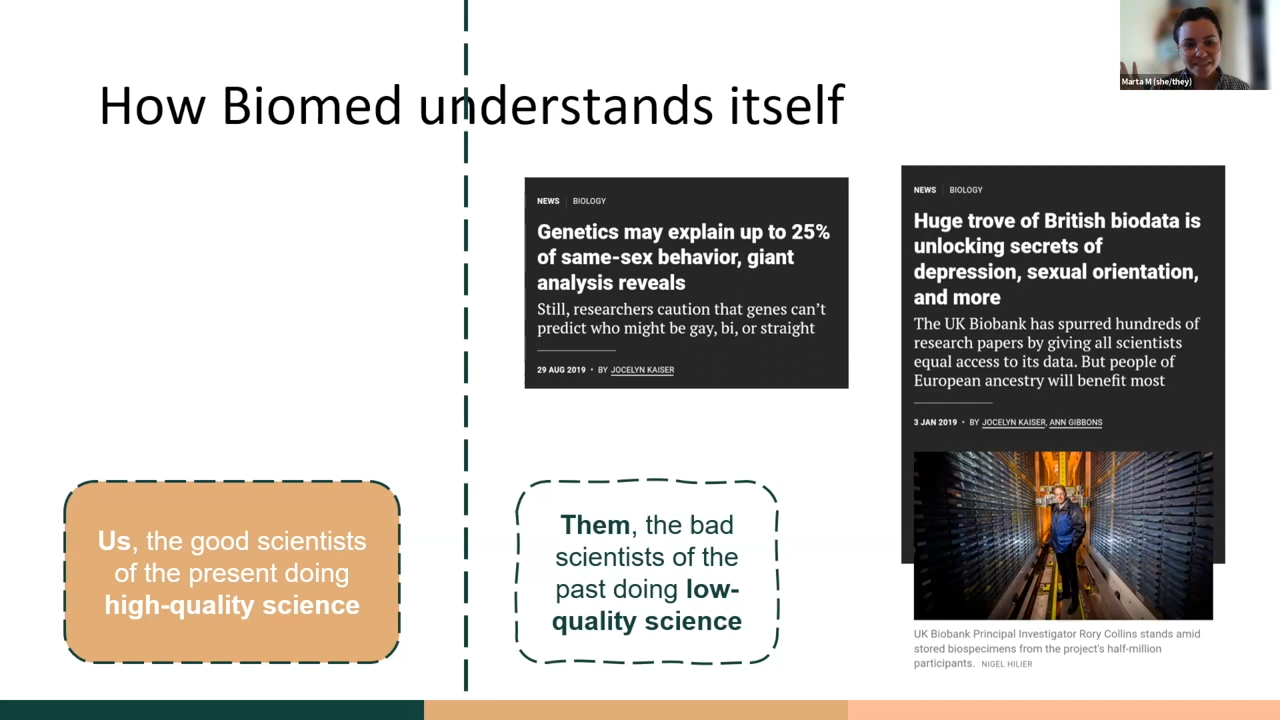 How Biomed understands itself
Marta M (she/they)
NEWS | BIOLOGY
Genetics may explain up to 25%
of same-sex behavior, giant
analysis reveals
Still, researchers caution that genes can't
predict who might be gay, bi, or straight
29 AUG 2019 • BY JOCELYN KAISER
NEWS | BIOLOGY
Huge trove of British biodata is
unlocking secrets of
depression, sexual orientation,
and more
The UK Biobank has spurred hundreds of
research papers by giving all scientists
equal access to its data. But people of
European ancestry will benefit most
3 JAN 2019 • BY JOCELYN KAISER, ANN GIBBONS
UK Biobank Principal Investigator Rory Collins stands amid
stored biospecimens from the project's half-million
participants. NIGEL HILIER
Us, the good scientists
of the present doing
high-quality science
Them, the bad
scientists of the
past doing low-
quality science